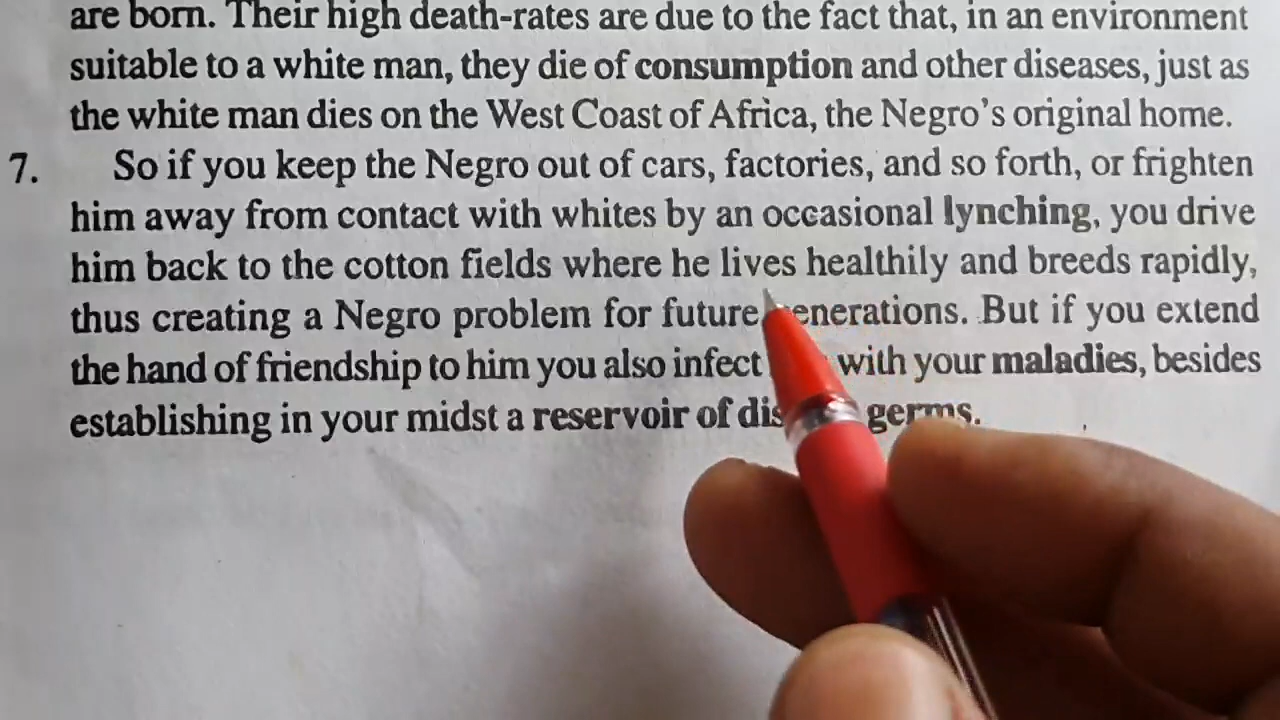 are born. Their high death-rates are due to the fact that, in an environment
suitable to a white man, they die of consumption and other diseases, just as
the white man dies on the West Coast of Africa, the Negro's original home.
7. So if you keep the Negro out of cars, factories, and so forth, or frighten
him away from contact with whites by an occasional lynching, you drive
him back to the cotton fields where he lives healthily and breeds rapidly,
thus creating a Negro problem for future generations. But if you extend
the hand of friendship to him you also infect with your maladies, besides
establishing in your midst a reservoir of germs.